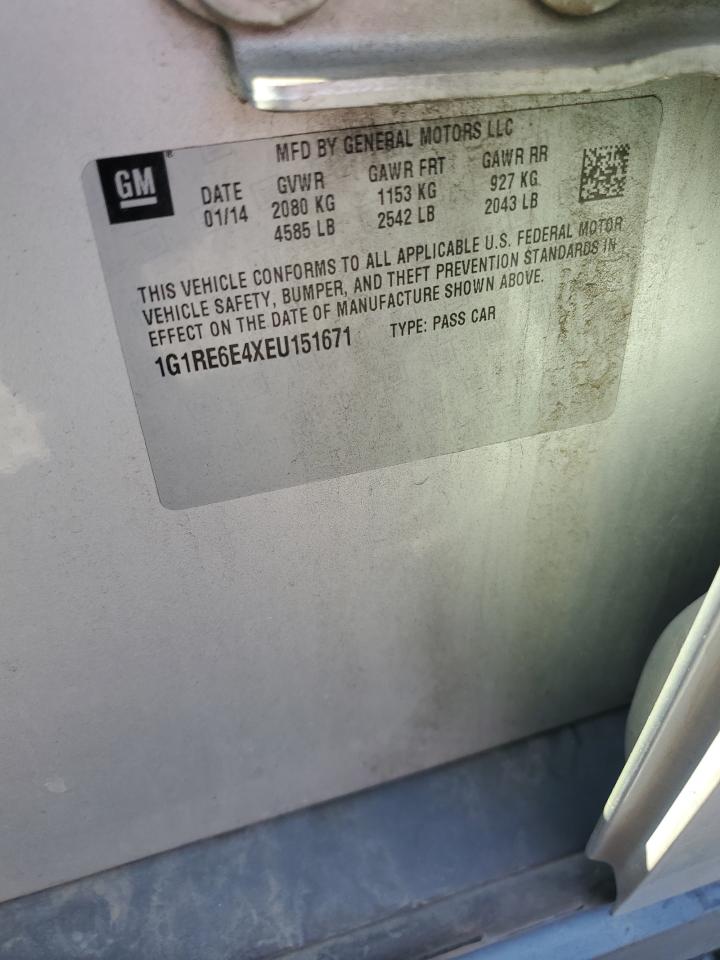 MFD BY GENERAL MOTORS LLC
GM®
DATE GVWR GAWR FRT GAWR RR
01/14 2080 KG 1153 KG 927 KG
4585 LB 2542 LB 2043 LB
THIS VEHICLE CONFORMS TO ALL APPLICABLE U.S. FEDERAL MOTOR
VEHICLE SAFETY, BUMPER, AND THEFT PREVENTION STANDARDS IN
EFFECT ON THE DATE OF MANUFACTURE SHOWN ABOVE.
1G1RE6E4XEU151671 TYPE: PASS CAR